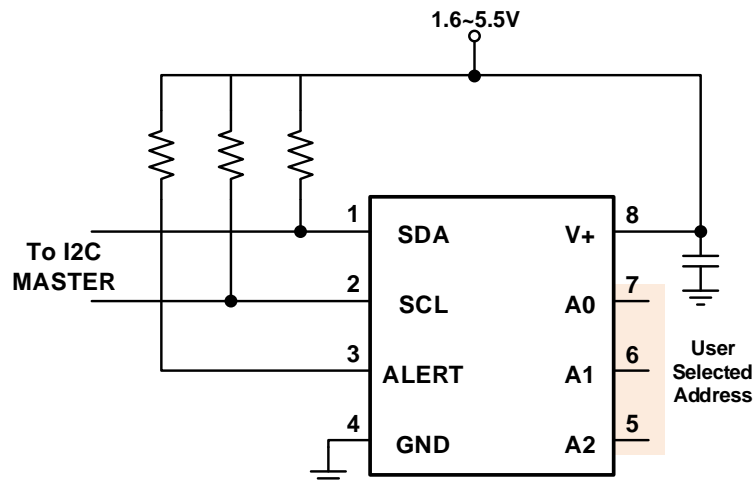 1.6~5.5V
1
SDA
V+
8
To I2C
MASTER
2
SCL
A0
7
3
ALERT
A1
6
User
Selected
Address
4
GND
A2
5